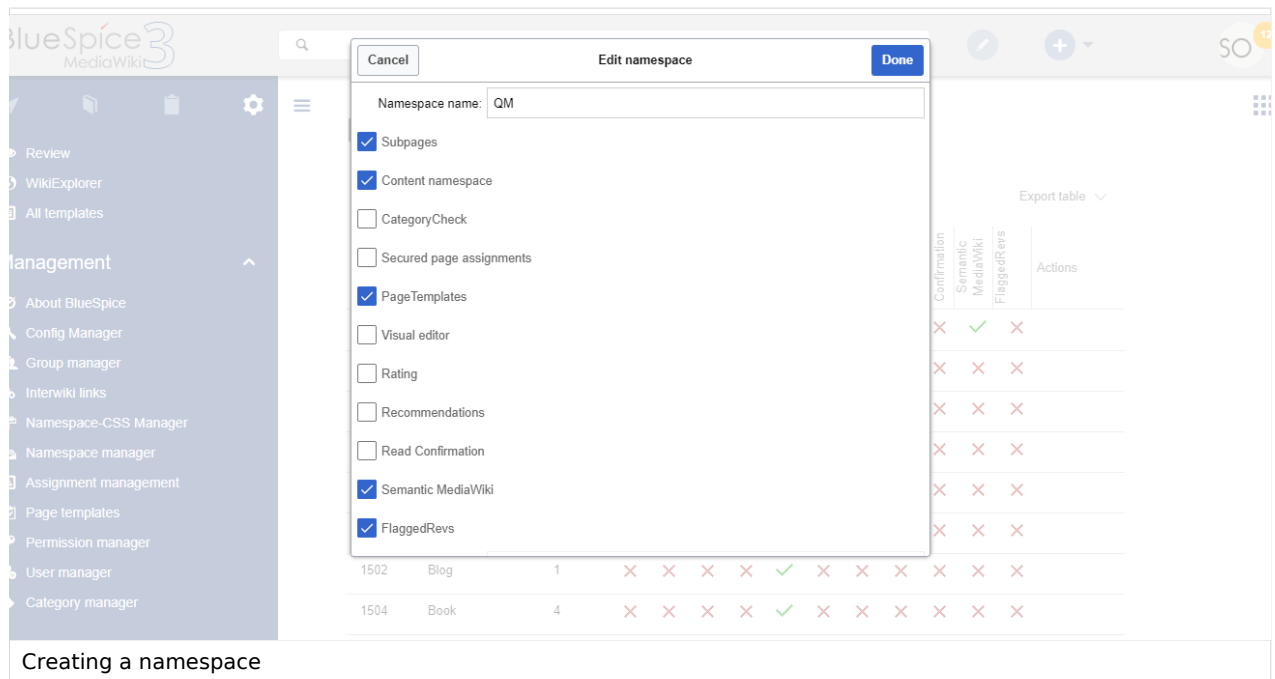 BlueSpice 3
MediaWiki
SO
12
Cancel
Edit namespace
Done
Namespace name: QM
Subpages
Content namespace
CategoryCheck
Secured page assignments
PageTemplates
Visual editor
Rating
Recommendations
Read Confirmation
Semantic MediaWiki
FlaggedRevs
Review
WikiExplorer
All templates
Management
About BlueSpice
Config Manager
Group manager
Interwiki links
Namespace-CSS Manager
Namespace manager
Assignment management
Page templates
Permission manager
User manager
Category manager
Export table
Confirmation
Semantic
MediaWiki
FlaggedRevs
Actions
1502 Blog 1
1504 Book 4
Creating a namespace